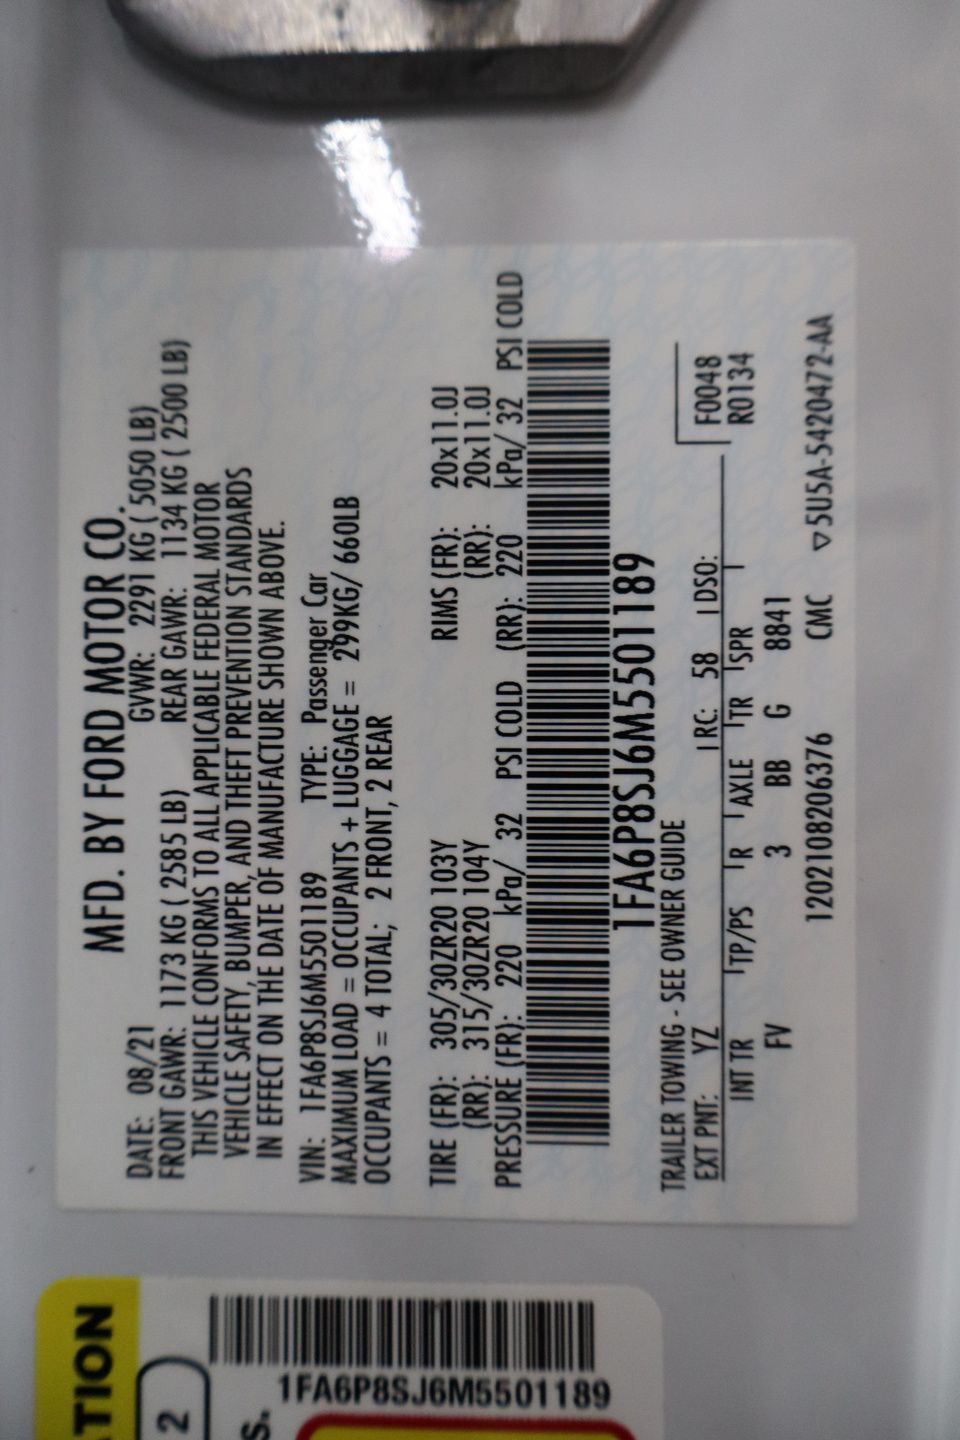 MFD. BY FORD MOTOR CO.
DATE: 08/21 GVWR: 2291 KG ( 5050 LB)
FRONT GAWR: 1173 KG ( 2585 LB) REAR GAWR: 1134 KG ( 2500 LB)
THIS VEHICLE CONFORMS TO ALL APPLICABLE FEDERAL MOTOR
VEHICLE SAFETY, BUMPER, AND THEFT PREVENTION STANDARDS
IN EFFECT ON THE DATE OF MANUFACTURE SHOWN ABOVE.
VIN: 1FA6P8SJ6M5501189 TYPE: Passenger Car
MAXIMUM LOAD = OCCUPANTS + LUGGAGE = 299KG/ 660LB
OCCUPANTS = 4 TOTAL; 2 FRONT, 2 REAR
TIRE (FR): 305/30ZR20 103Y RIMS (FR): 20x11.0J
(RR): 315/30ZR20 104Y (RR): 20x11.0J
PRESSURE (FR): 220 kPa/ 32 PSI COLD (RR): 220 kPa/ 32 PSI COLD
1FA6P8SJ6M5501189
TRAILER TOWING - SEE OWNER GUIDE
EXT PNT: YZ RC: 58 DSO: F0048
INT TR TP/PS R AXLE TR SPR R0134
FV 3 BB G 8841
1202108206376 CMC ▽5U5A-5420472-AA
ATION
2
s.
1FA6P8SJ6M5501189